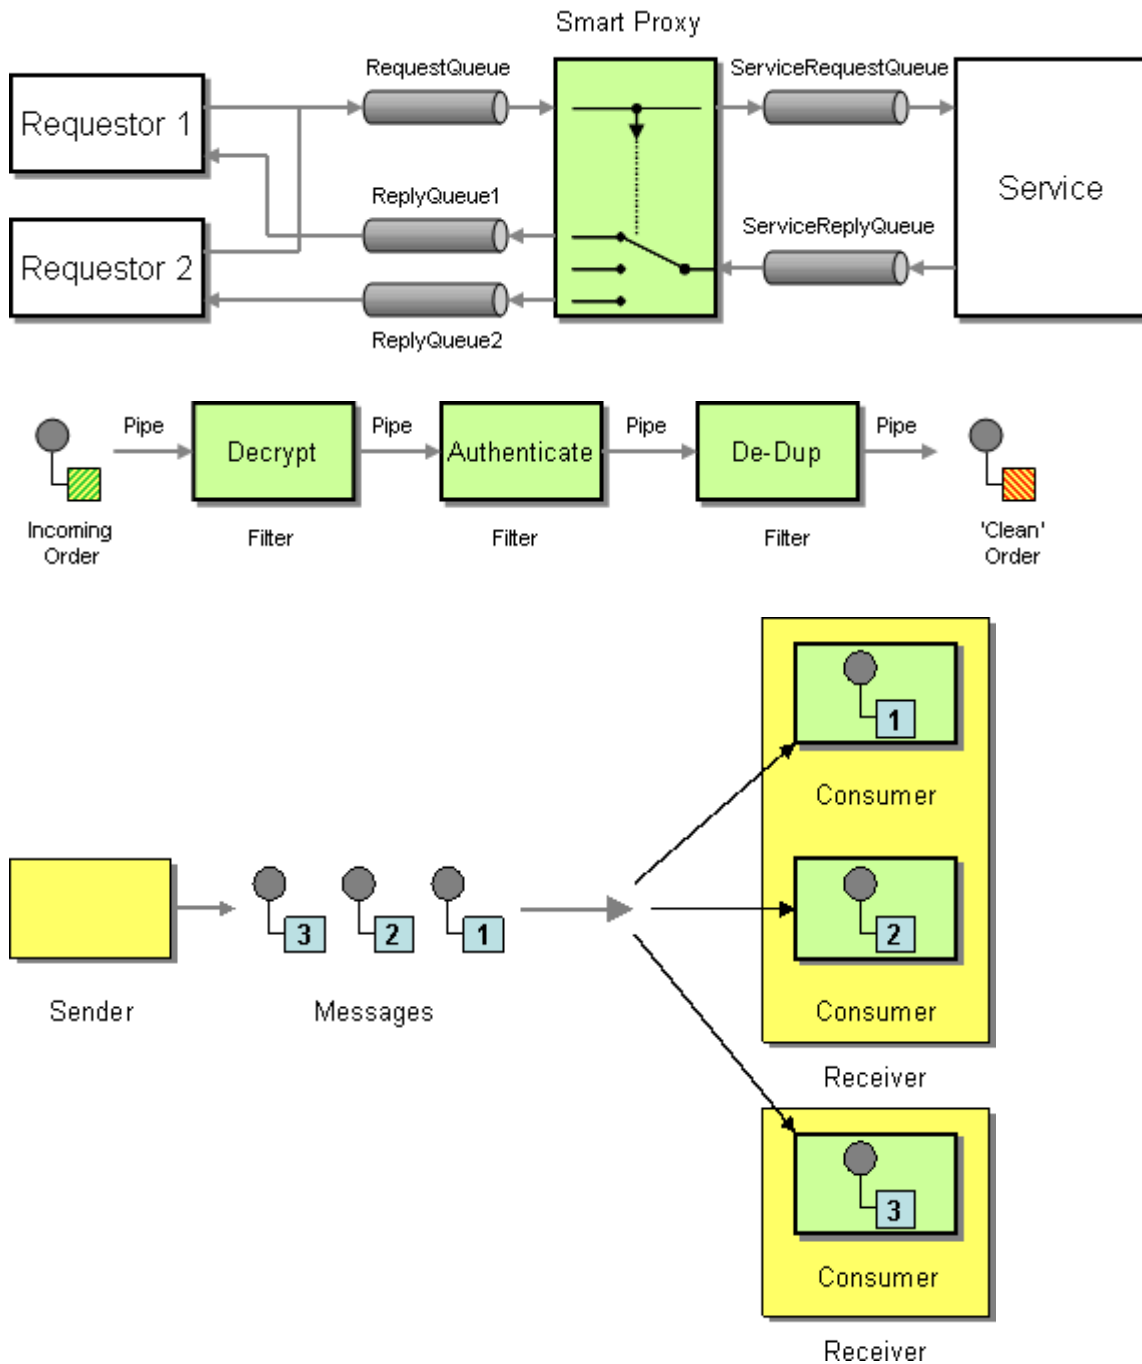 Smart Proxy
RequestQueue
ServiceRequestQueue
Requestor 1
Service
ReplyQueue1
ServiceReplyQueue
Requestor 2
ReplyQueue2
Pipe
Pipe
Pipe
Pipe
Decrypt
Authenticate
De-Dup
Incoming
Order
Filter
Filter
Filter
'Clean'
Order
1
Consumer
3
2
1
2
Sender
Messages
Consumer
Receiver
3
Consumer
Receiver